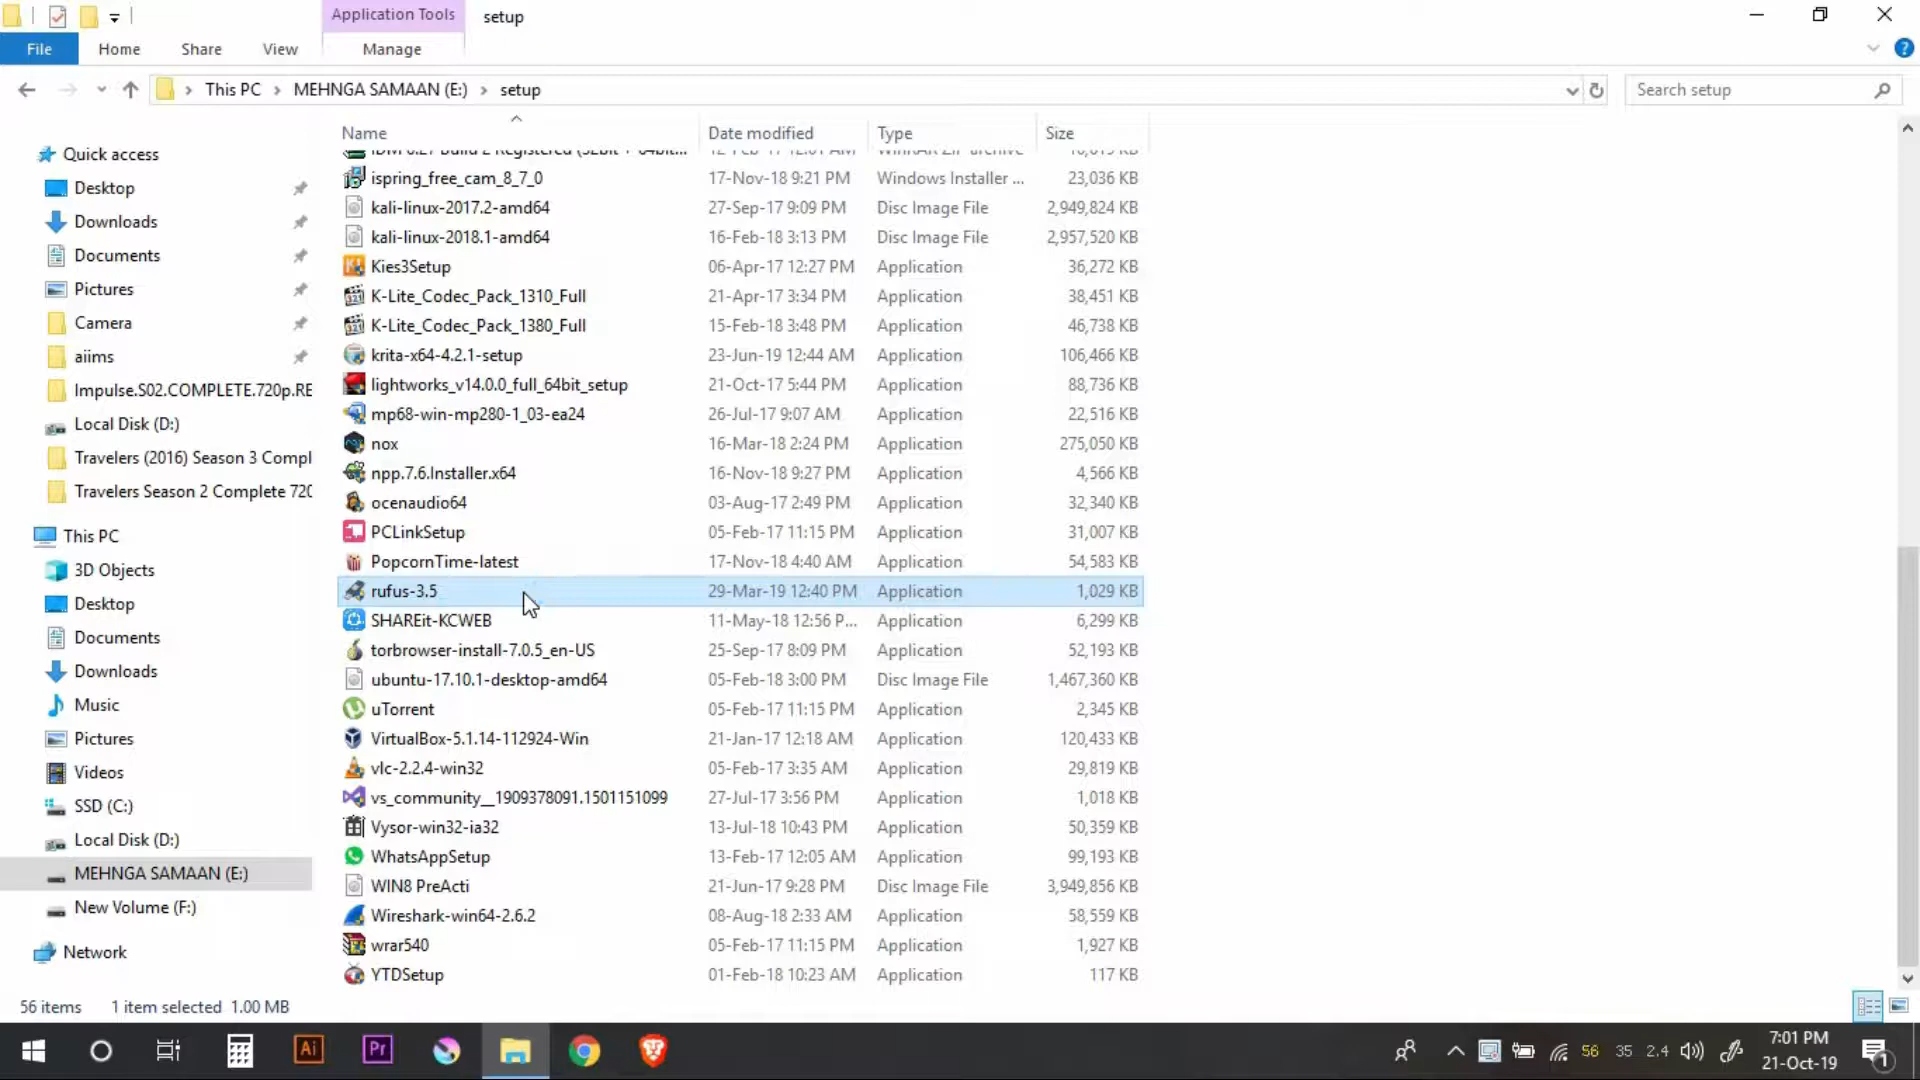 Application Tools
setup
File
Home
Share
View
Manage
This PC
MEHNGA SAMAAN (E:)
setup
Search setup
Name
Date modified
Type
Size
Quick access
Desktop
Downloads
Documents
Pictures
Camera
aiims
Impulse.S02.COMPLETE.720p.RE
Local Disk (D:)
Travelers (2016) Season 3 Compl
Travelers Season 2 Complete 720
This PC
3D Objects
Desktop
Documents
Downloads
Music
Pictures
Videos
SSD (C:)
Local Disk (D:)
MEHNGA SAMAAN (E:)
New Volume (F:)
Network
ispring_free_cam_8_7_0 17-Nov-18 9:21 PM Windows Installer ... 23,036 KB
kali-linux-2017.2-amd64 27-Sep-17 9:09 PM Disc Image File 2,949,824 KB
kali-linux-2018.1-amd64 16-Feb-18 3:13 PM Disc Image File 2,957,520 KB
Kies3Setup 06-Apr-17 12:27 PM Application 36,272 KB
K-Lite_Codec_Pack_1310_Full 21-Apr-17 3:34 PM Application 38,451 KB
K-Lite_Codec_Pack_1380_Full 15-Feb-18 3:48 PM Application 46,738 KB
krita-x64-4.2.1-setup 23-Jun-19 12:44 AM Application 106,466 KB
lightworks_v14.0.0_full_64bit_setup 21-Oct-17 5:44 PM Application 88,736 KB
mp68-win-mp280-1_03-ea24 26-Jul-17 9:07 AM Application 22,516 KB
nox 16-Mar-18 2:24 PM Application 275,050 KB
npp.7.6.Installer.x64 16-Nov-18 9:27 PM Application 4,566 KB
ocenaudio64 03-Aug-17 2:49 PM Application 32,340 KB
PCLinkSetup 05-Feb-17 11:15 PM Application 31,007 KB
PopcornTime-latest 17-Nov-18 4:40 AM Application 54,583 KB
rufus-3.5 29-Mar-19 12:40 PM Application 1,029 KB
SHAREit-KCWEB 11-May-18 12:56 P... Application 6,299 KB
torbrowser-install-7.0.5_en-US 25-Sep-17 8:09 PM Application 52,193 KB
ubuntu-17.10.1-desktop-amd64 05-Feb-18 3:00 PM Disc Image File 1,467,360 KB
uTorrent 05-Feb-17 11:15 PM Application 2,345 KB
VirtualBox-5.1.14-112924-Win 21-Jan-17 12:18 AM Application 120,433 KB
vlc-2.2.4-win32 05-Feb-17 3:35 AM Application 29,819 KB
vs_community__1909378091.1501151099 27-Jul-17 3:56 PM Application 1,018 KB
Vysor-win32-ia32 13-Jul-18 10:43 PM Application 50,359 KB
WhatsAppSetup 13-Feb-17 12:05 AM Application 99,193 KB
WIN8 PreActi 21-Jun-17 9:28 PM Disc Image File 3,949,856 KB
Wireshark-win64-2.6.2 08-Aug-18 2:33 AM Application 58,559 KB
wrar540 05-Feb-17 11:15 PM Application 1,927 KB
YTDSetup 01-Feb-18 10:23 AM Application 117 KB
56 items 1 item selected 1.00 MB
Ai
Pr
56 35 2.4
7:01 PM
21-Oct-19
1